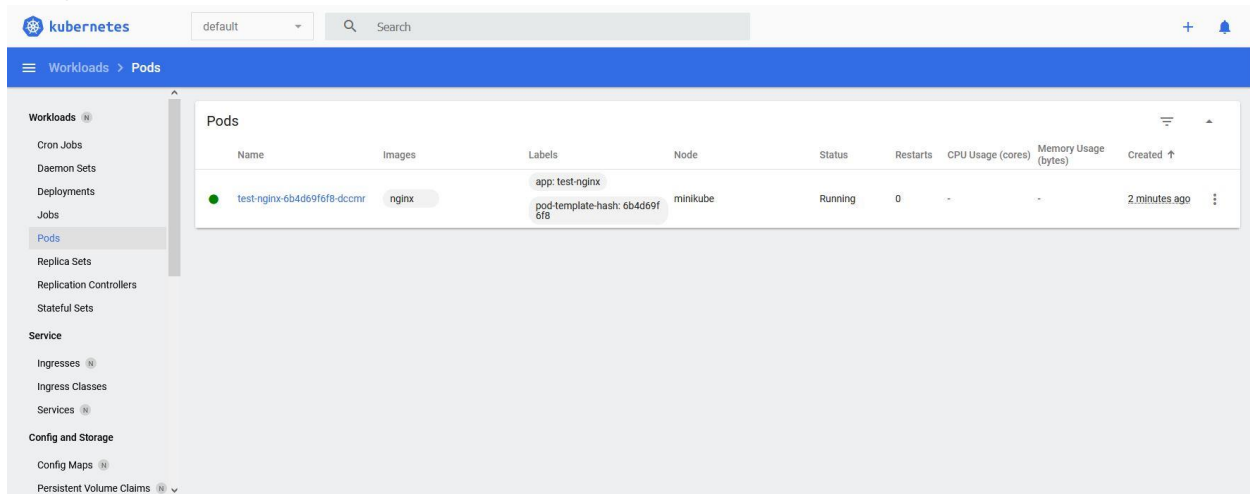 kubernetes
default
Search
+
Workloads > Pods
Workloads N
Cron Jobs
Daemon Sets
Deployments
Jobs
Pods
Replica Sets
Replication Controllers
Stateful Sets
Service
Ingresses N
Ingress Classes
Services N
Config and Storage
Config Maps N
Persistent Volume Claims N
Pods
Name Images Labels Node Status Restarts CPU Usage (cores) Memory Usage (bytes) Created ↑
test-nginx-6b4d69f6f8-dccmr nginx app: test-nginx
pod-template-hash: 6b4d69f
6f8
minikube Running 0 - - 2 minutes ago